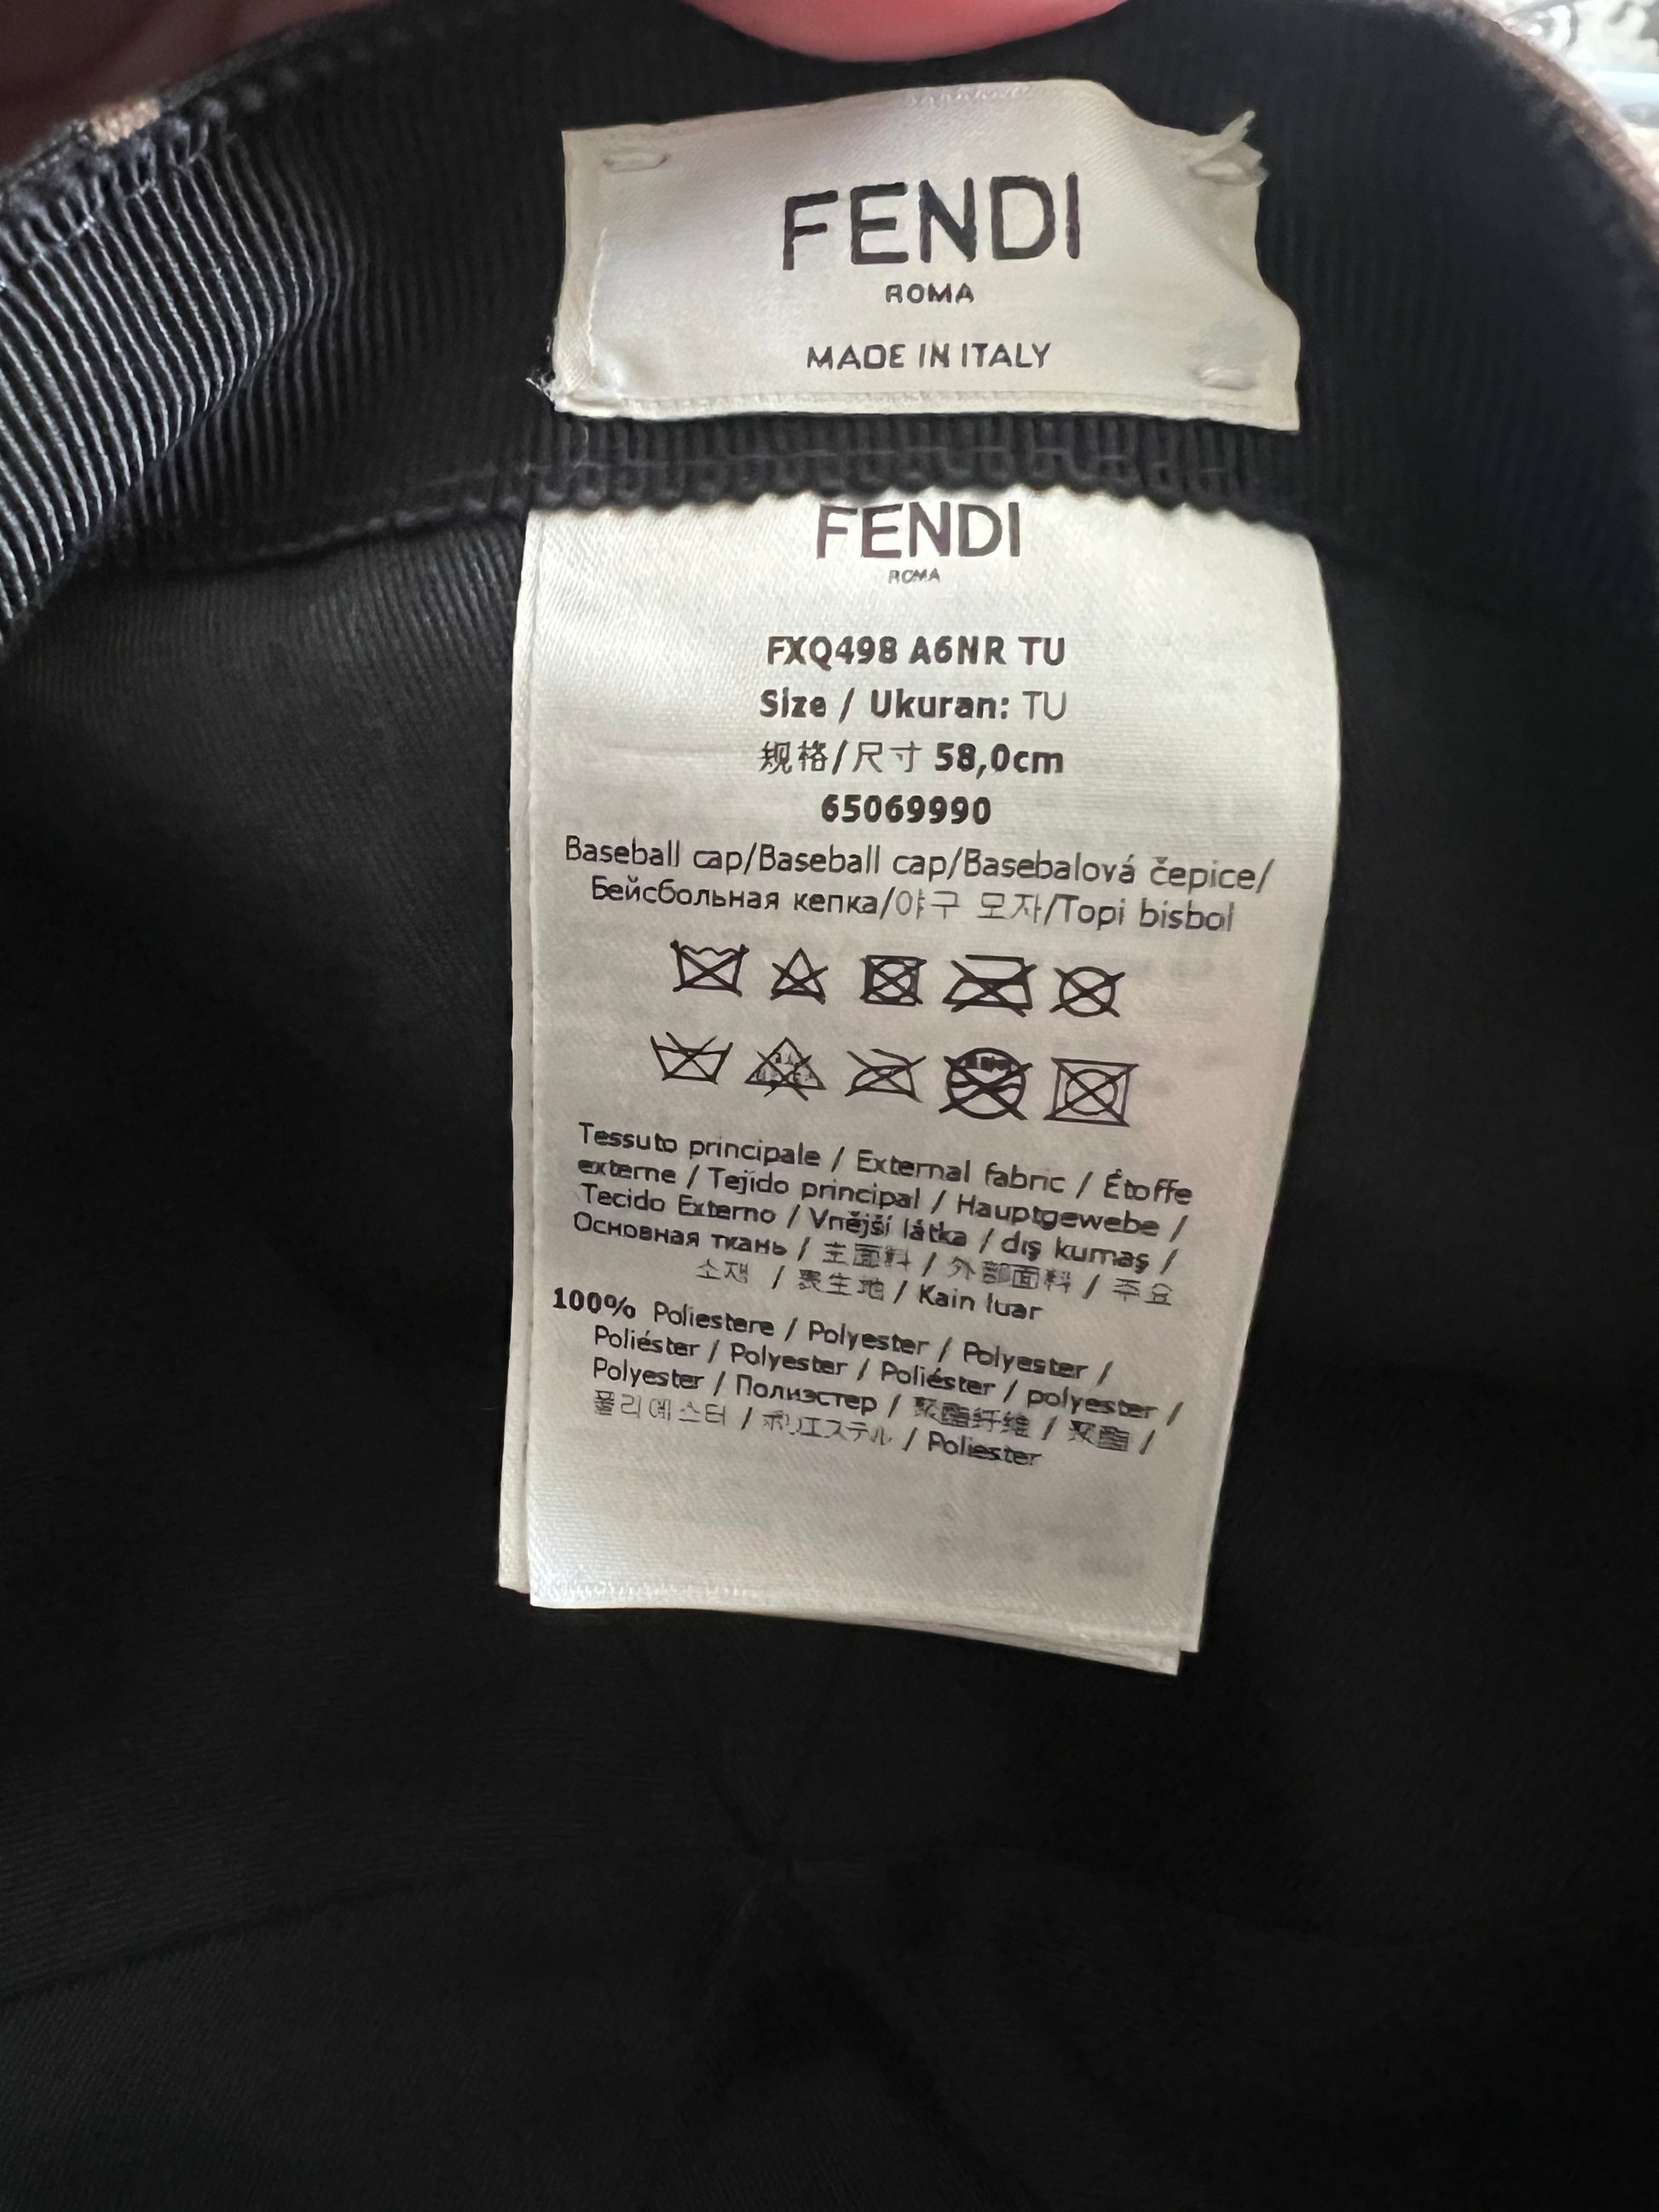 FENDI
ROMA
MADE IN ITALY
FENDI
ROMA
FXQ498 A6NR TU
Size / Ukuran: TU
规格/尺寸 58,0cm
65069990
Baseball cap/Baseball cap/Basebalová čepice/
Бейсбольная кепка/야구 모자/Topi bisbol
Tessuto principale / External fabric / Étoffe
externe / Tejido principal / Hauptgewebe /
Tecido Externo / Vnější látka / dış kumaş /
Основная ткань / 主面料 / 外部面料 / 주요
소재 / 表生地 / Kain luar
100% Poliestere / Polyester / Polyester /
Poliéster / Polyester / Poliéster / polyester /
Polyester / Полиэстер / 聚酯纤维 / 聚酯 /
폴리에스터 / ポリエステル / Poliester